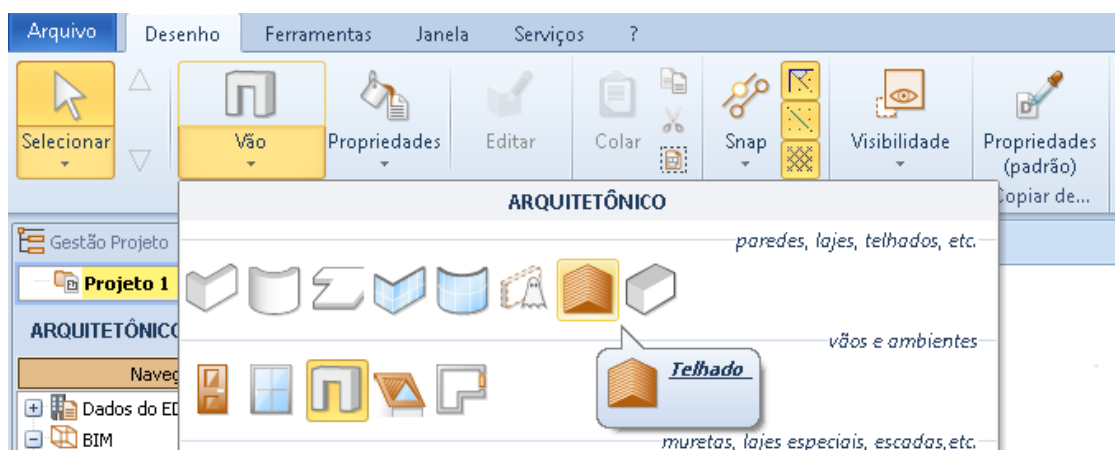 Arquivo
Desenho
Ferramentas
Janela
Serviços
?
Selecionar
Vão
Propriedades
Editar
Colar
Snap
Visibilidade
Propriedades
(padrão)
Copiar de...
ARQUITETÔNICO
paredes, lajes, telhados, etc.
Gestão Projeto
Projeto 1
ARQUITETÔNICO
vãos e ambientes
Telhado
Naveg
Dados do ED
BIM
muretas, lajes especiais, escadas,etc.